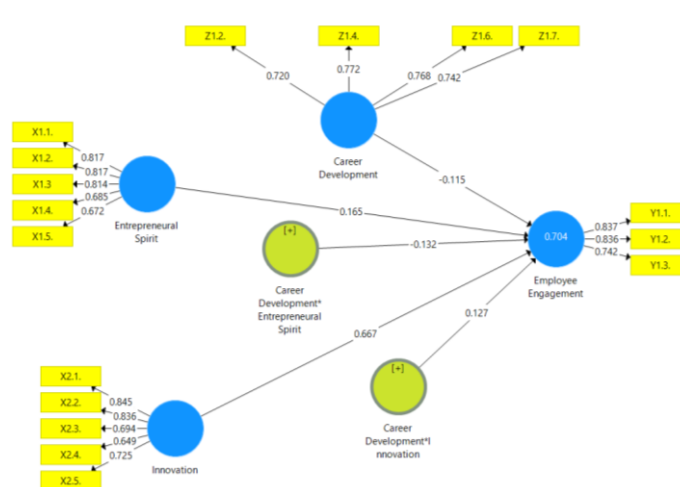 Z1.2.
Z1.4.
Z1.6.
Z1.7.
0.720
0.772
0.768
0.742
Career
Development
X1.1.
X1.2.
X1.3
X1.4.
X1.5.
0.817
0.817
0.814
0.685
0.672
Entrepreneural
Spirit
-0.115
0.165
[+]
-0.132
Career
Development*
Entrepreneural
Spirit
0.704
Employee
Engagement
0.837
0.836
0.742
Y1.1.
Y1.2.
Y1.3.
0.127
0.667
[+]
Career
Development*I
nnovation
X2.1.
X2.2.
X2.3.
X2.4.
X2.5.
0.845
0.836
0.694
0.649
0.725
Innovation